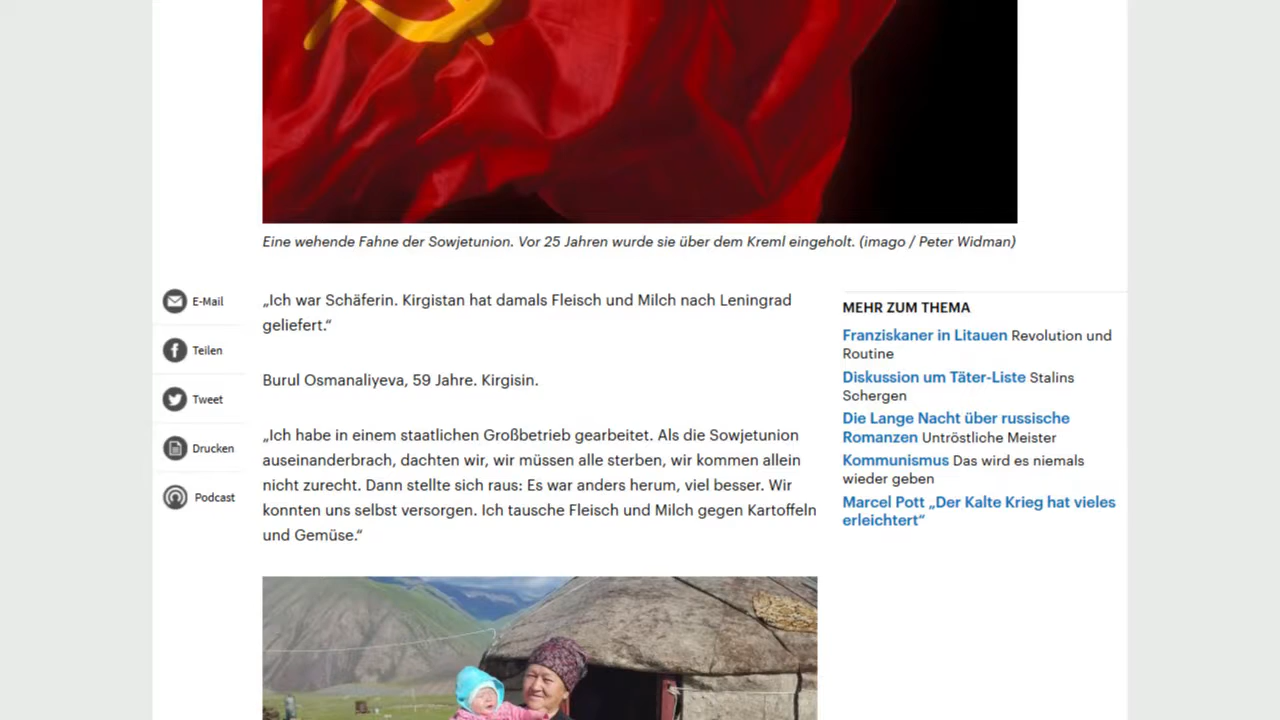 Eine wehende Fahne der Sowjetunion. Vor 25 Jahren wurde sie über dem Kreml eingeholt. (imago / Peter Widman)
E-Mail
Teilen
Tweet
Drucken
Podcast
„Ich war Schäferin. Kirgistan hat damals Fleisch und Milch nach Leningrad
geliefert.“
Burul Osmanaliyeva, 59 Jahre. Kirgisin.
„Ich habe in einem staatlichen Großbetrieb gearbeitet. Als die Sowjetunion
auseinanderbrach, dachten wir, wir müssen alle sterben, wir kommen allein
nicht zurecht. Dann stellte sich raus: Es war anders herum, viel besser. Wir
konnten uns selbst versorgen. Ich tausche Fleisch und Milch gegen Kartoffeln
und Gemüse.“
MEHR ZUM THEMA
Franziskaner in Litauen Revolution und
Routine
Diskussion um Täter-Liste Stalins
Schergen
Die Lange Nacht über russische
Romanzen Untröstliche Meister
Kommunismus Das wird es niemals
wieder geben
Marcel Pott „Der Kalte Krieg hat vieles
erleichtert“